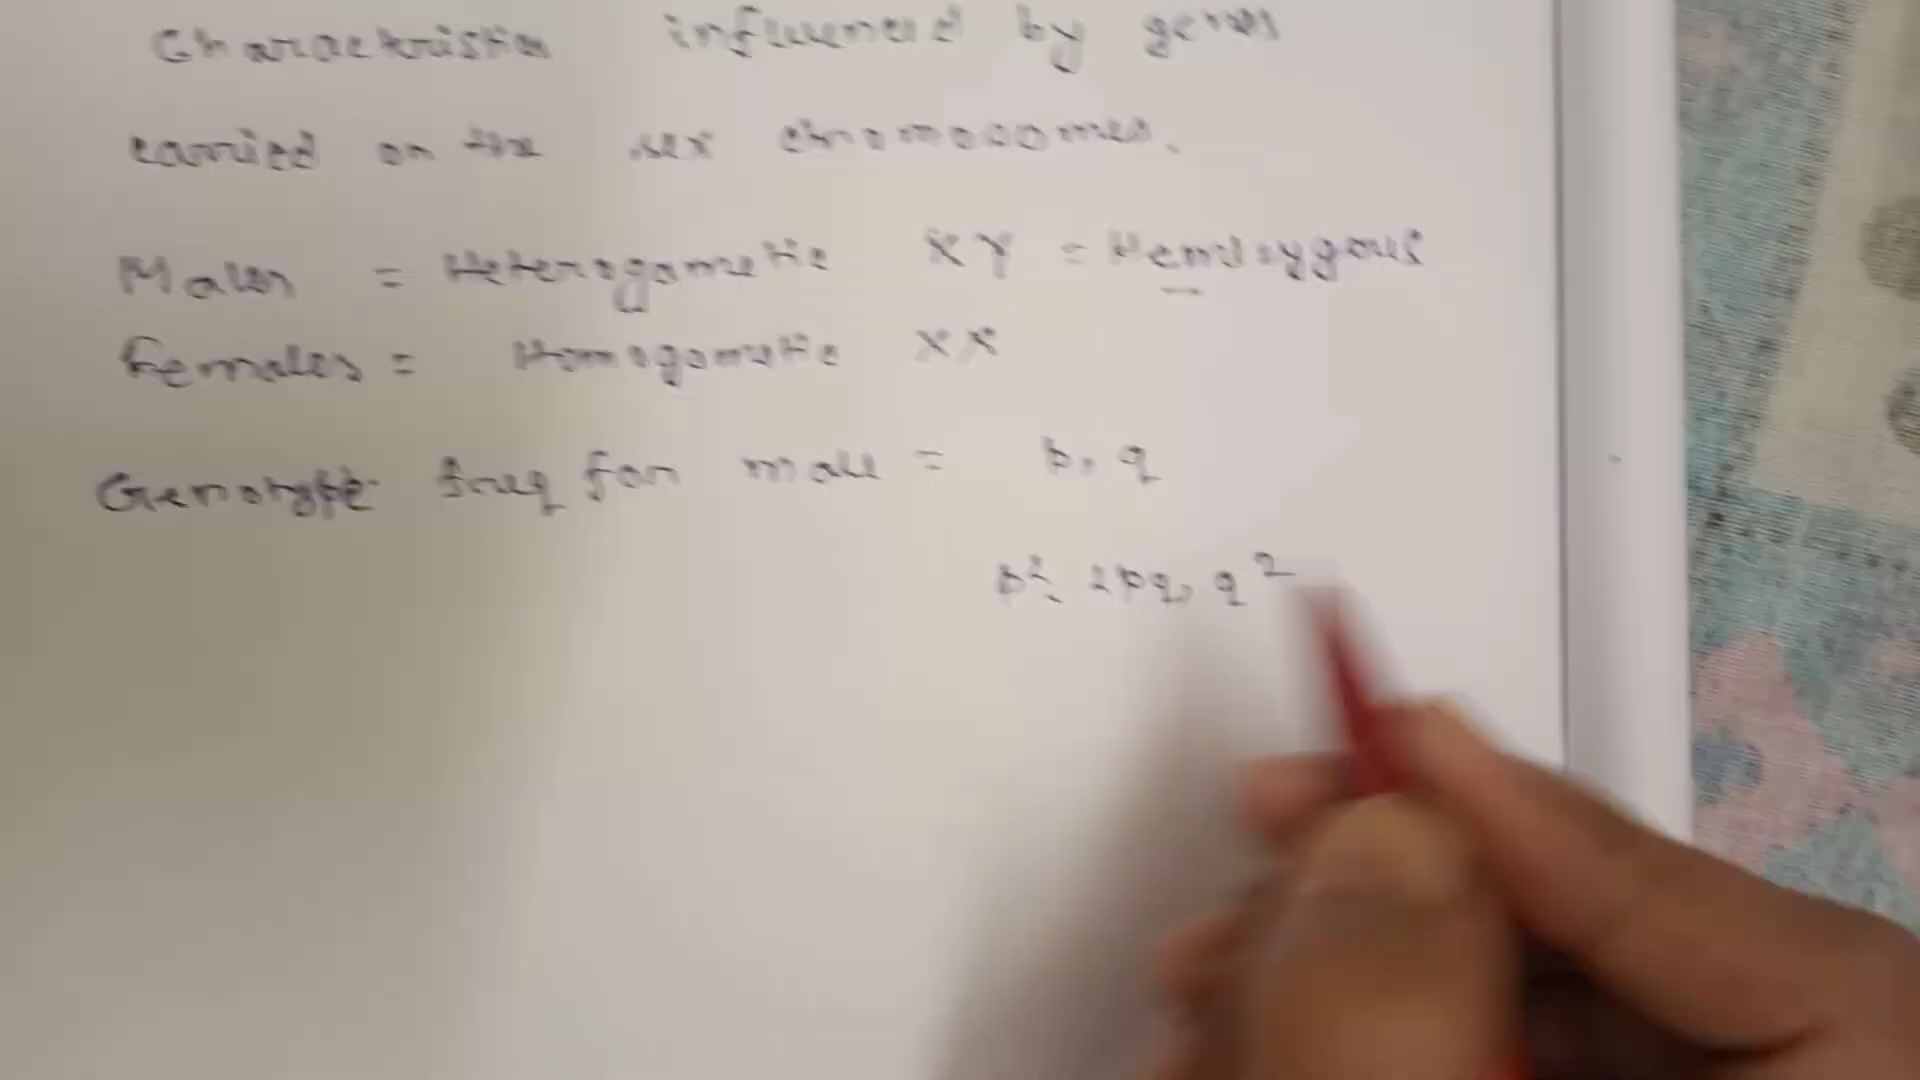 Characteristics influenced by genes
carried on the sex chromosomes.
Males = Heterogametic XY = Hemizygous
Females = Homogametic XX
Genotype freq for male = p, q
p², 2pq, q²